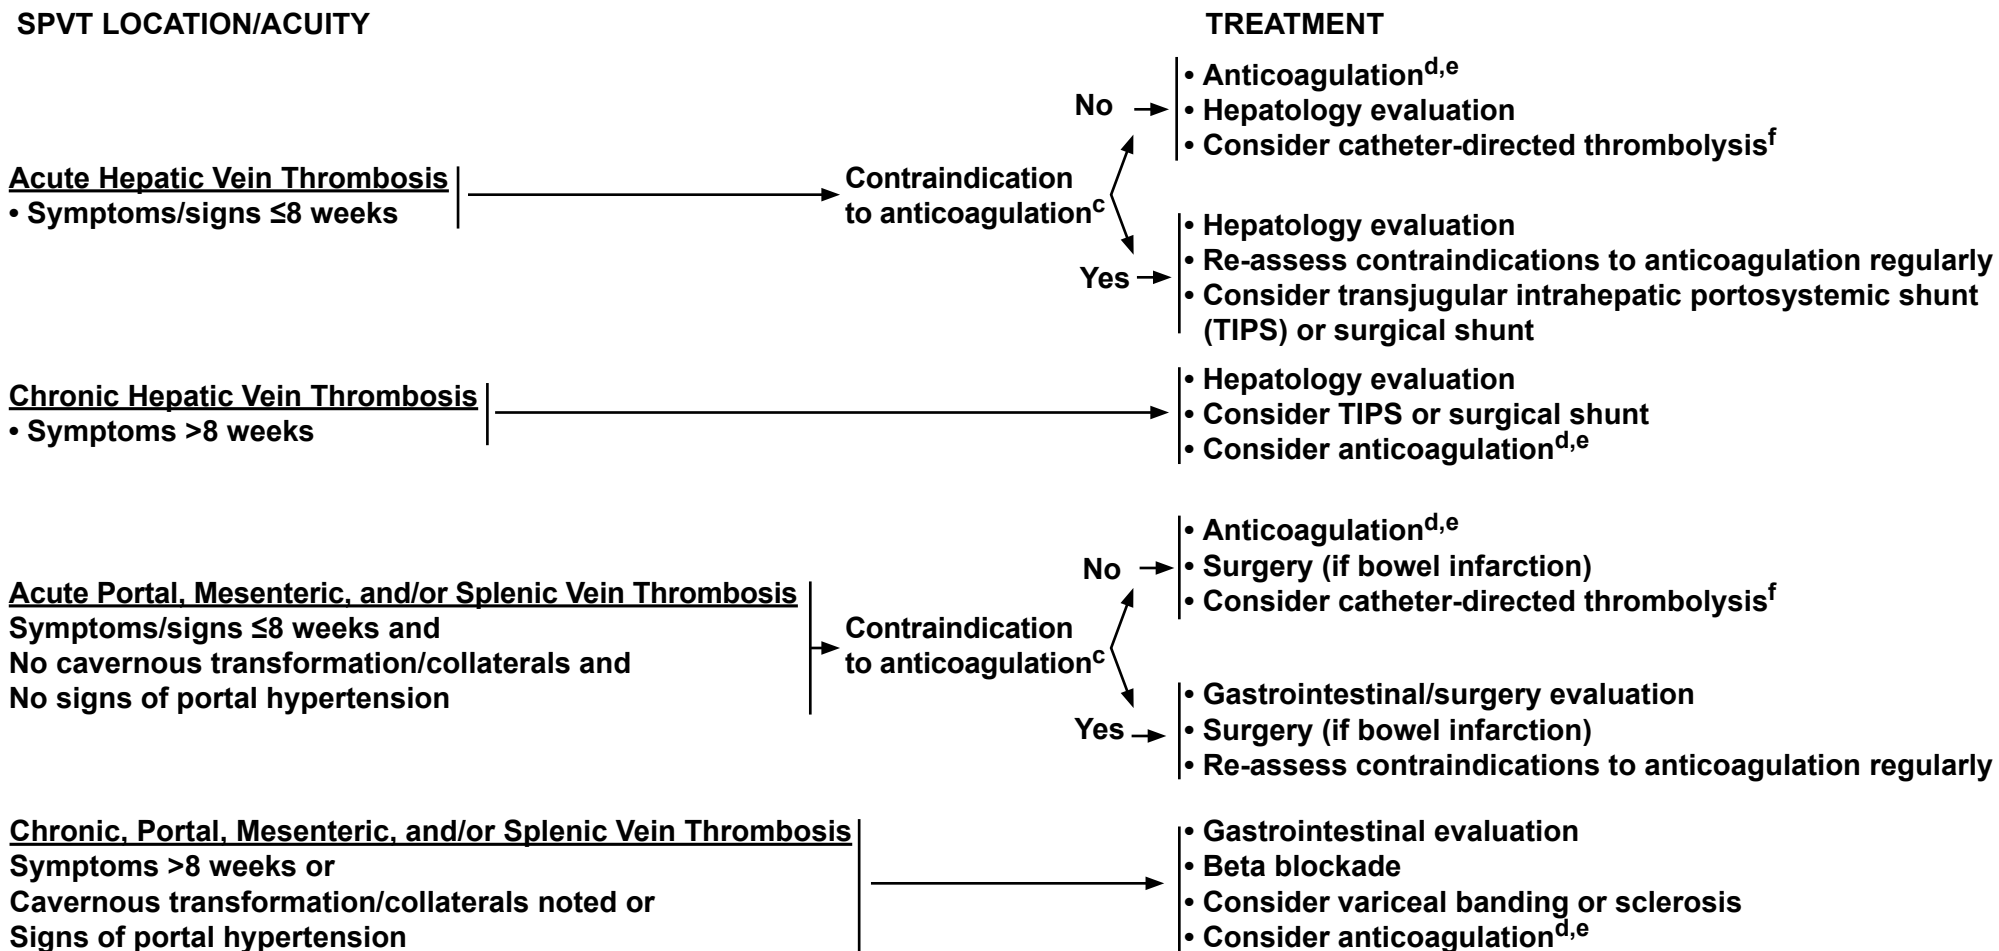 SPVT LOCATION/ACUITY
TREATMENT
Acute Hepatic Vein Thrombosis
• Symptoms/signs ≤8 weeks
Contraindication
to anticoagulationᶜ
No
• Anticoagulationᵈ,ᵉ
• Hepatology evaluation
• Consider catheter-directed thrombolysisᶠ
Yes
• Hepatology evaluation
• Re-assess contraindications to anticoagulation regularly
• Consider transjugular intrahepatic portosystemic shunt
(TIPS) or surgical shunt
Chronic Hepatic Vein Thrombosis
• Symptoms >8 weeks
• Hepatology evaluation
• Consider TIPS or surgical shunt
• Consider anticoagulationᵈ,ᵉ
Acute Portal, Mesenteric, and/or Splenic Vein Thrombosis
Symptoms/signs ≤8 weeks and
No cavernous transformation/collaterals and
No signs of portal hypertension
Contraindication
to anticoagulationᶜ
No
• Anticoagulationᵈ,ᵉ
• Surgery (if bowel infarction)
• Consider catheter-directed thrombolysisᶠ
Yes
• Gastrointestinal/surgery evaluation
• Surgery (if bowel infarction)
• Re-assess contraindications to anticoagulation regularly
Chronic, Portal, Mesenteric, and/or Splenic Vein Thrombosis
Symptoms >8 weeks or
Cavernous transformation/collaterals noted or
Signs of portal hypertension
• Gastrointestinal evaluation
• Beta blockade
• Consider variceal banding or sclerosis
• Consider anticoagulationᵈ,ᵉ